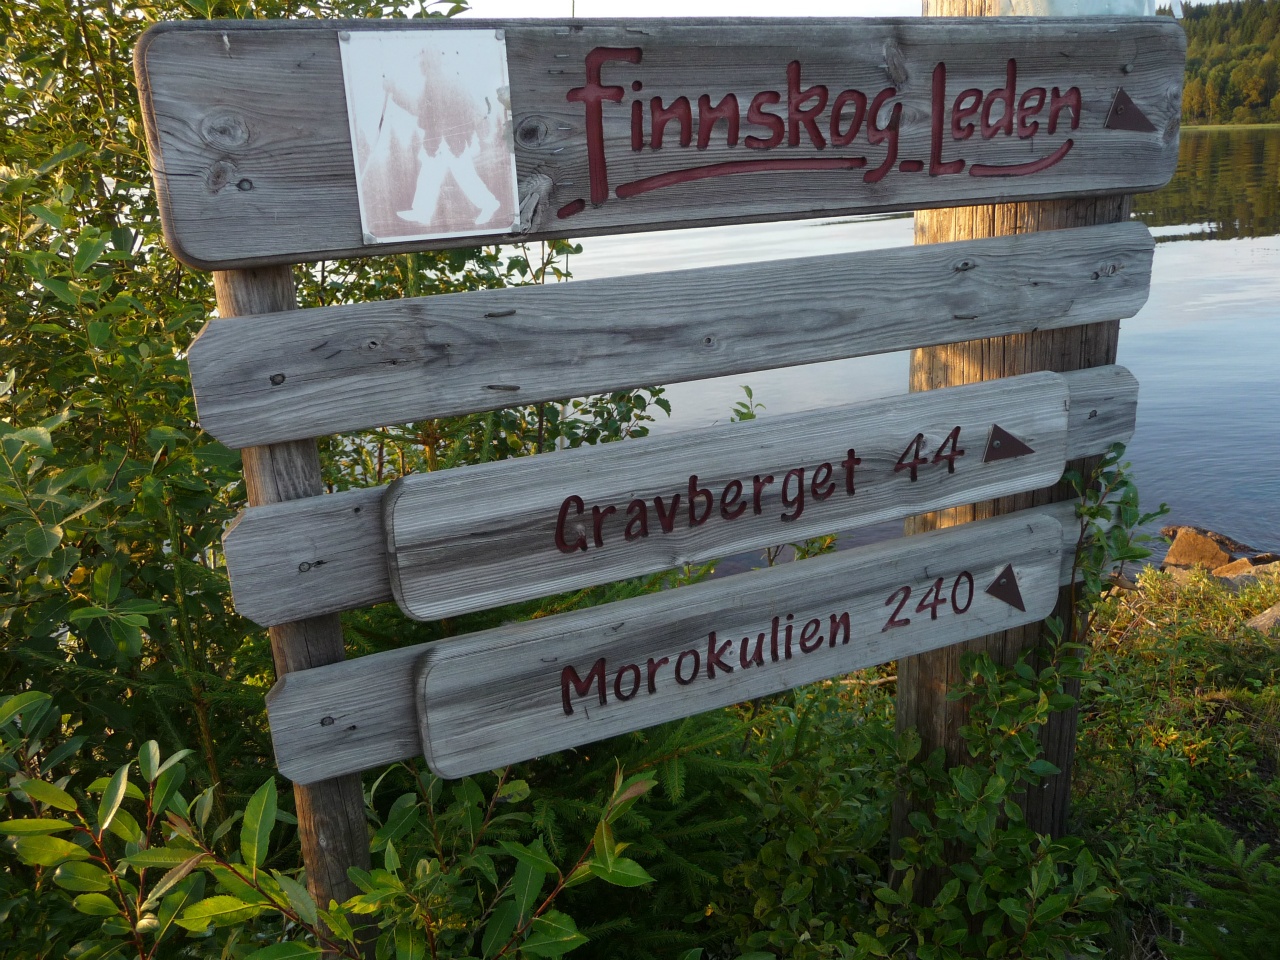 Finnskog-Leden
Gravberget 44
Morokulien 240